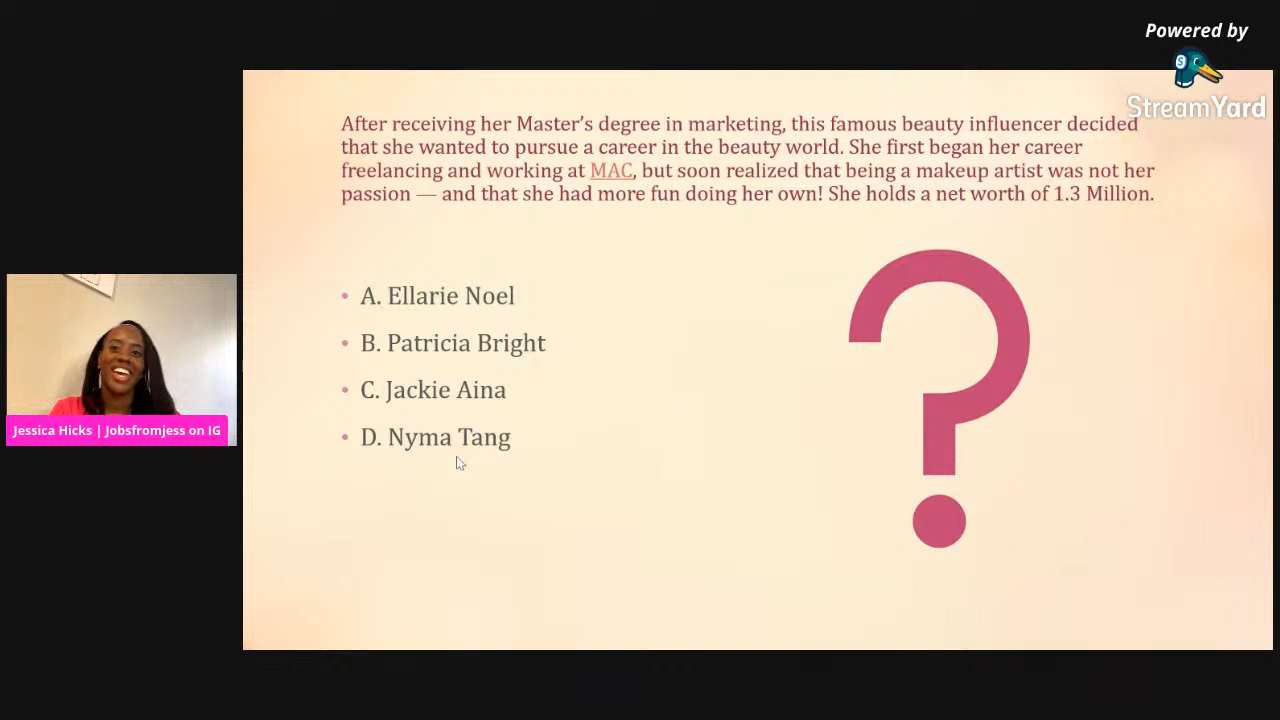 Powered by
StreamYard
After receiving her Master’s degree in marketing, this famous beauty influencer decided
that she wanted to pursue a career in the beauty world. She first began her career
freelancing and working at MAC, but soon realized that being a makeup artist was not her
passion — and that she had more fun doing her own! She holds a net worth of 1.3 Million.
• A. Ellarie Noel
• B. Patricia Bright
• C. Jackie Aina
• D. Nyma Tang
?
Jessica Hicks | Jobsfromjess on IG